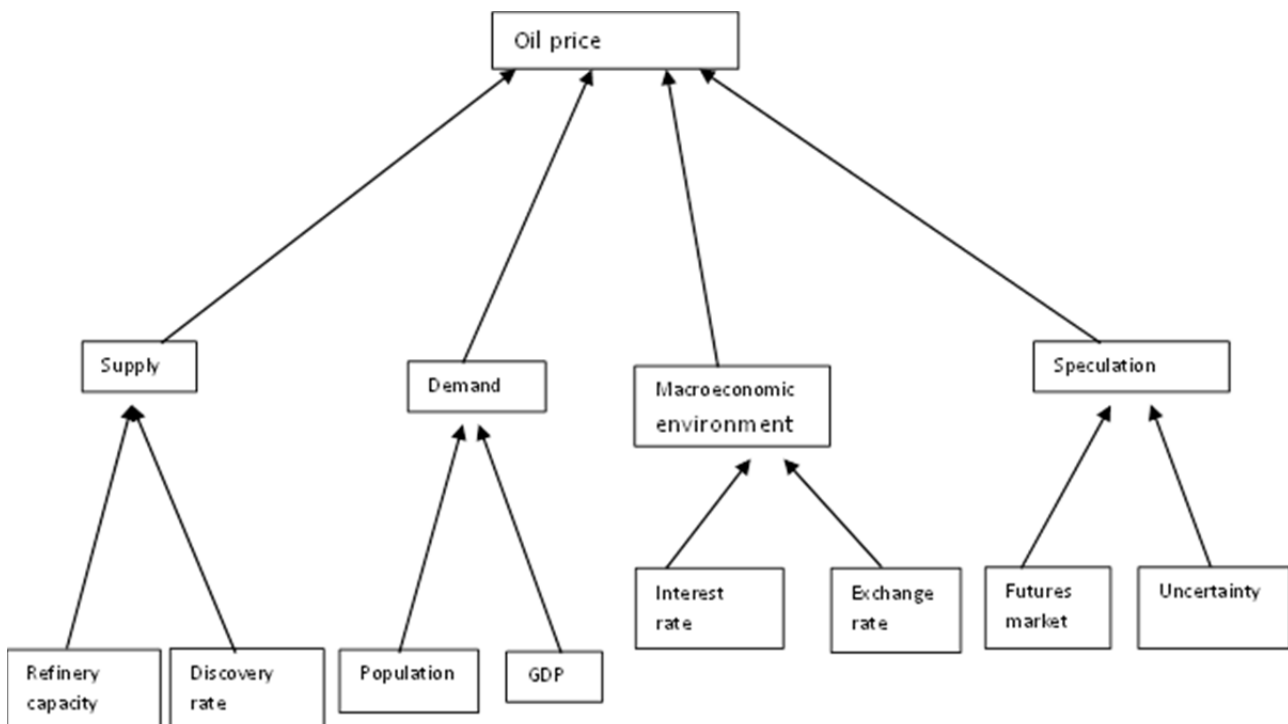 Oil price
Supply
Demand
Macroeconomic
environment
Speculation
Interest
rate
Exchange
rate
Futures
market
Uncertainty
Refinery
capacity
Discovery
rate
Population
GDP